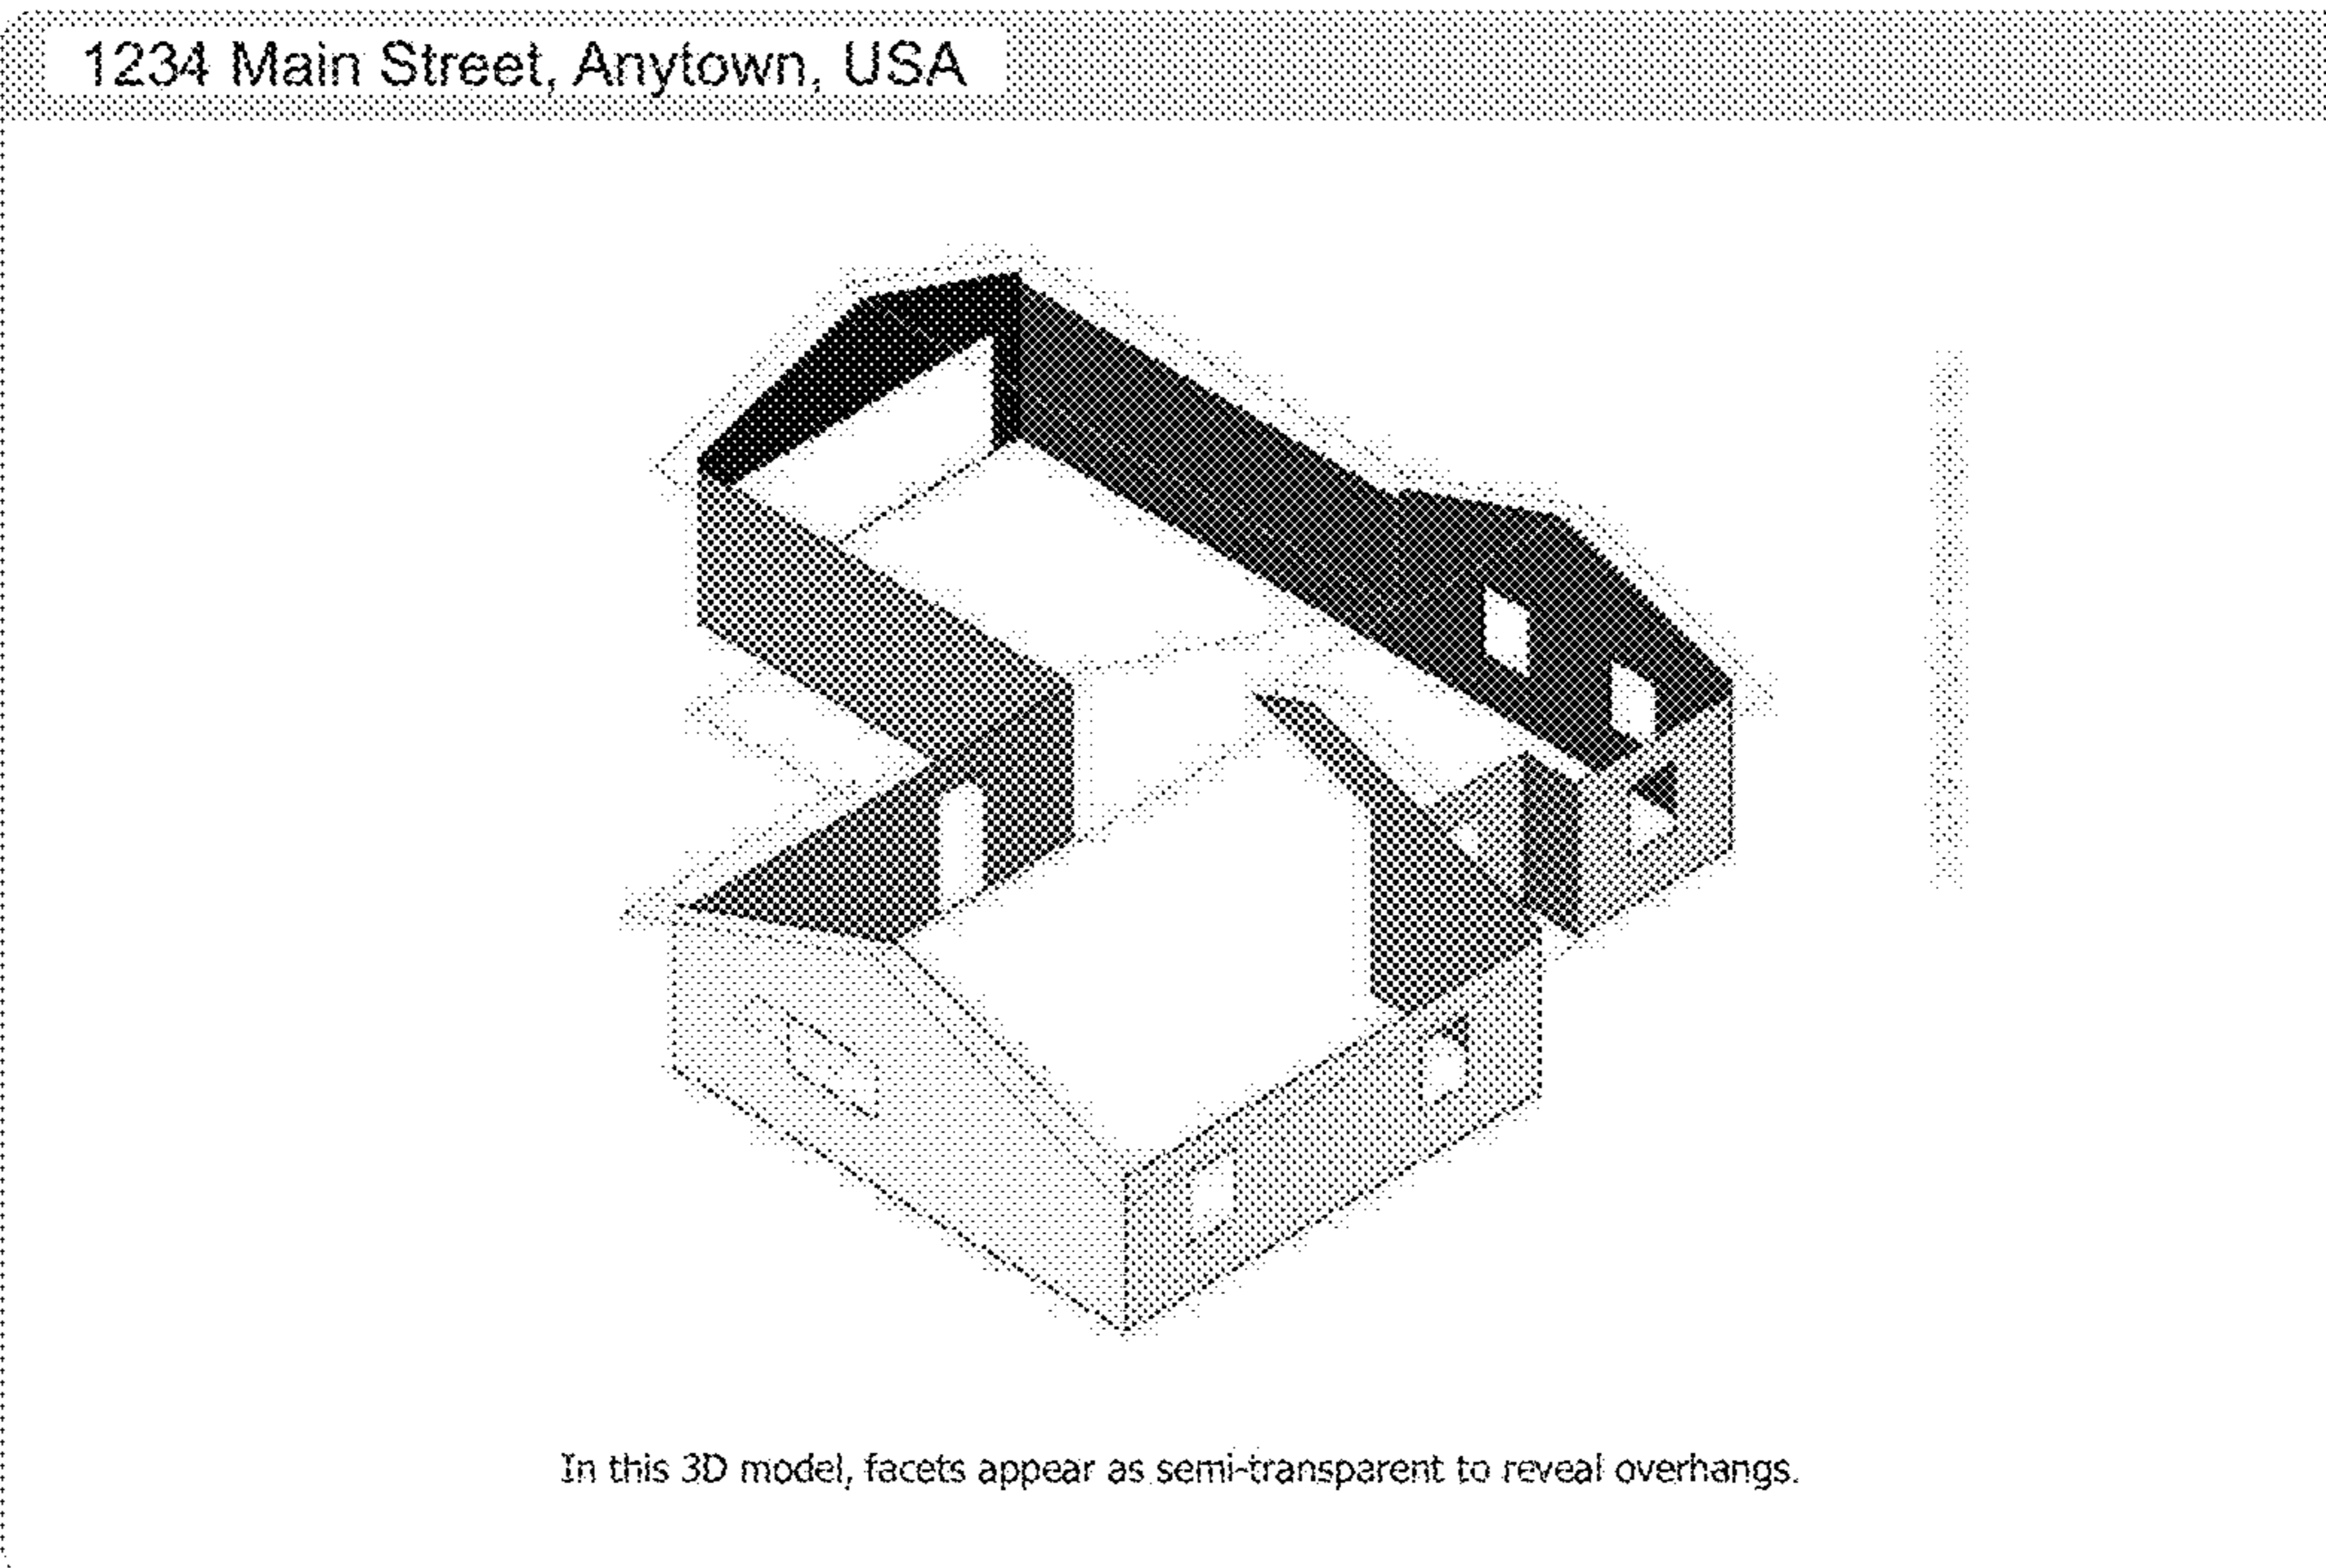 1234 Main Street, Anytown, USA
In this 3D model, facets appear as semi-transparent to reveal overhangs.